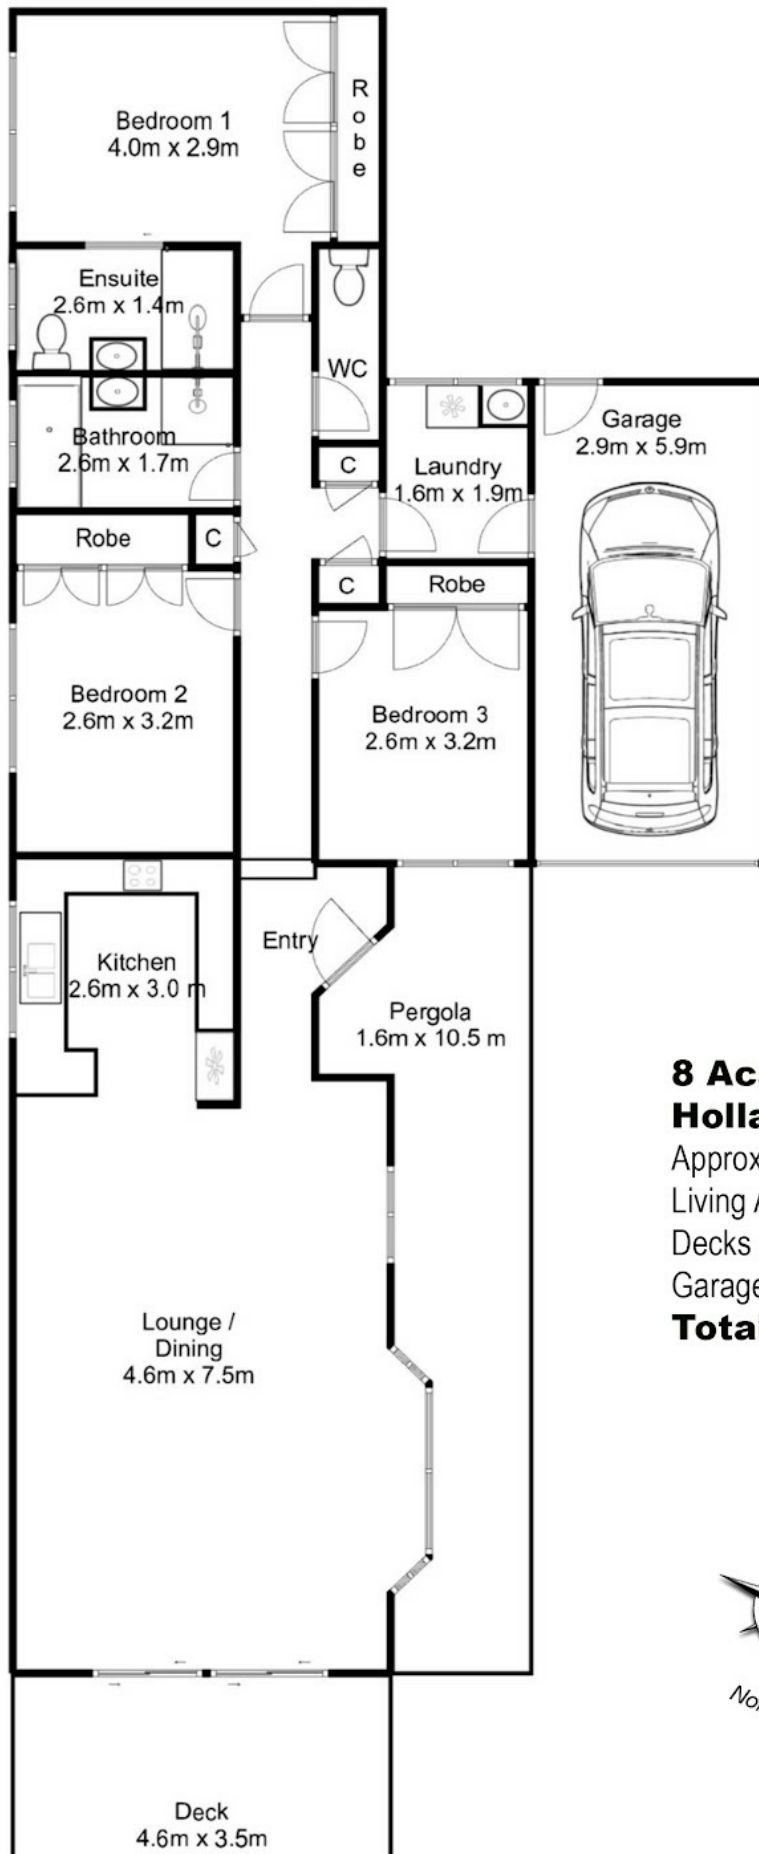 Bedroom 1
4.0m x 2.9m
Robe
Ensuite
2.6m x 1.4m
WC
Bathroom
2.6m x 1.7m
C
Laundry
1.6m x 1.9m
Garage
2.9m x 5.9m
Robe
C
C
Robe
Bedroom 2
2.6m x 3.2m
Bedroom 3
2.6m x 3.2m
Entry
Kitchen
2.6m x 3.0 m
Pergola
1.6m x 10.5 m
8
Approx
Living
Decks
Garage
Total
Lounge /
Dining
4.6m x 7.5m
Deck
4.6m x 3.5m